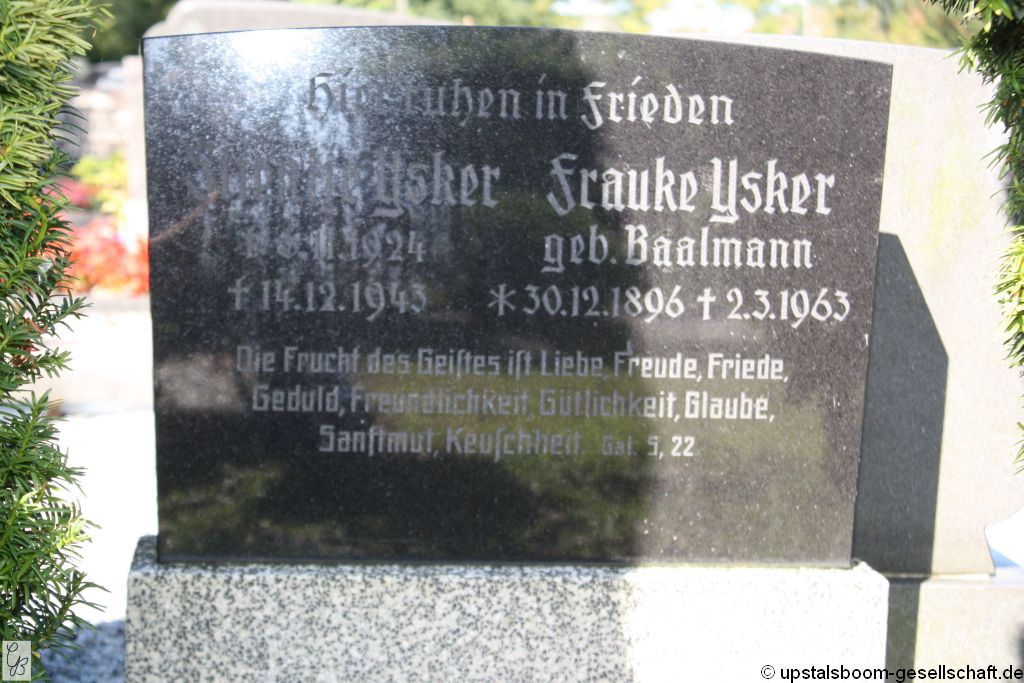 Hier ruhen in Frieden
Ysker
Frauke Ysker
geb. Baalmann
1924
† 14.12.1943
* 30.12.1896 † 2.3.1963
Die Frucht des Geiſtes iſt Liebe, Freude, Friede,
Geduld, Freundlichkeit, Gütlichkeit, Glaube,
Sanftmut, Keuſchheit. Gal. 5, 22.
GB
© upstalsboom-gesellschaft.de